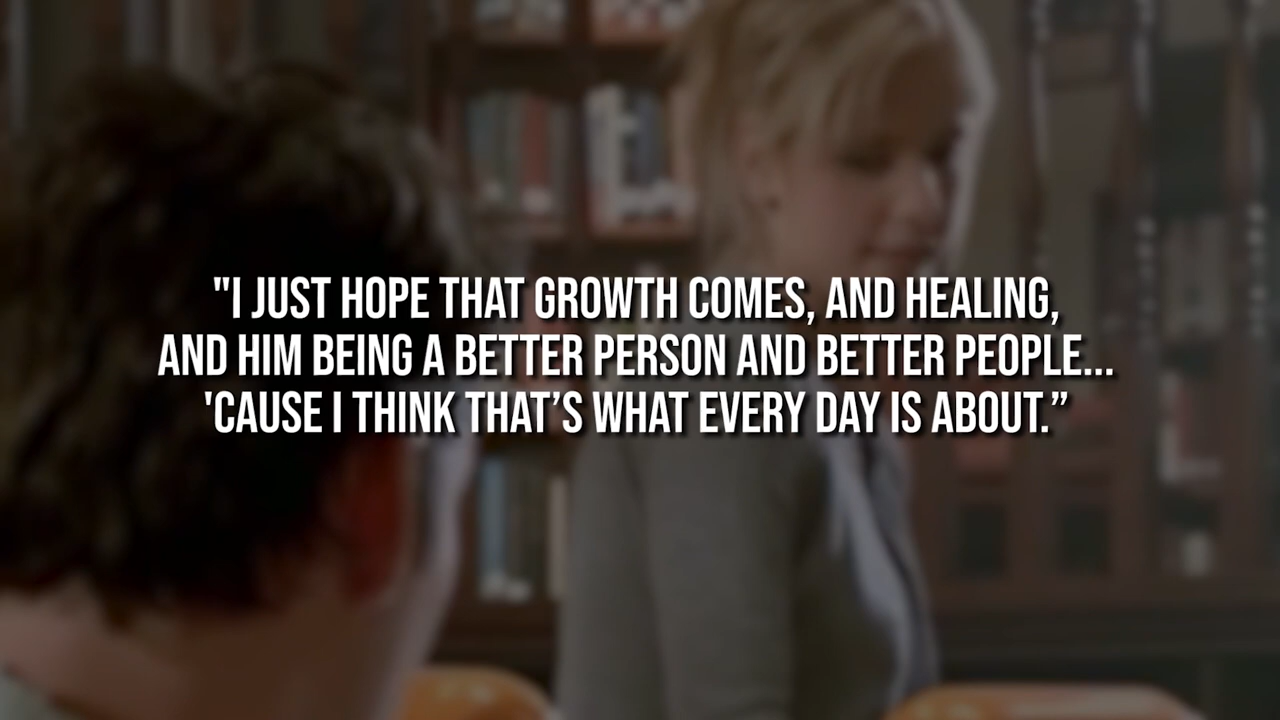 "I JUST HOPE THAT GROWTH COMES, AND HEALING,
AND HIM BEING A BETTER PERSON AND BETTER PEOPLE...
'CAUSE I THINK THAT’S WHAT EVERY DAY IS ABOUT.”